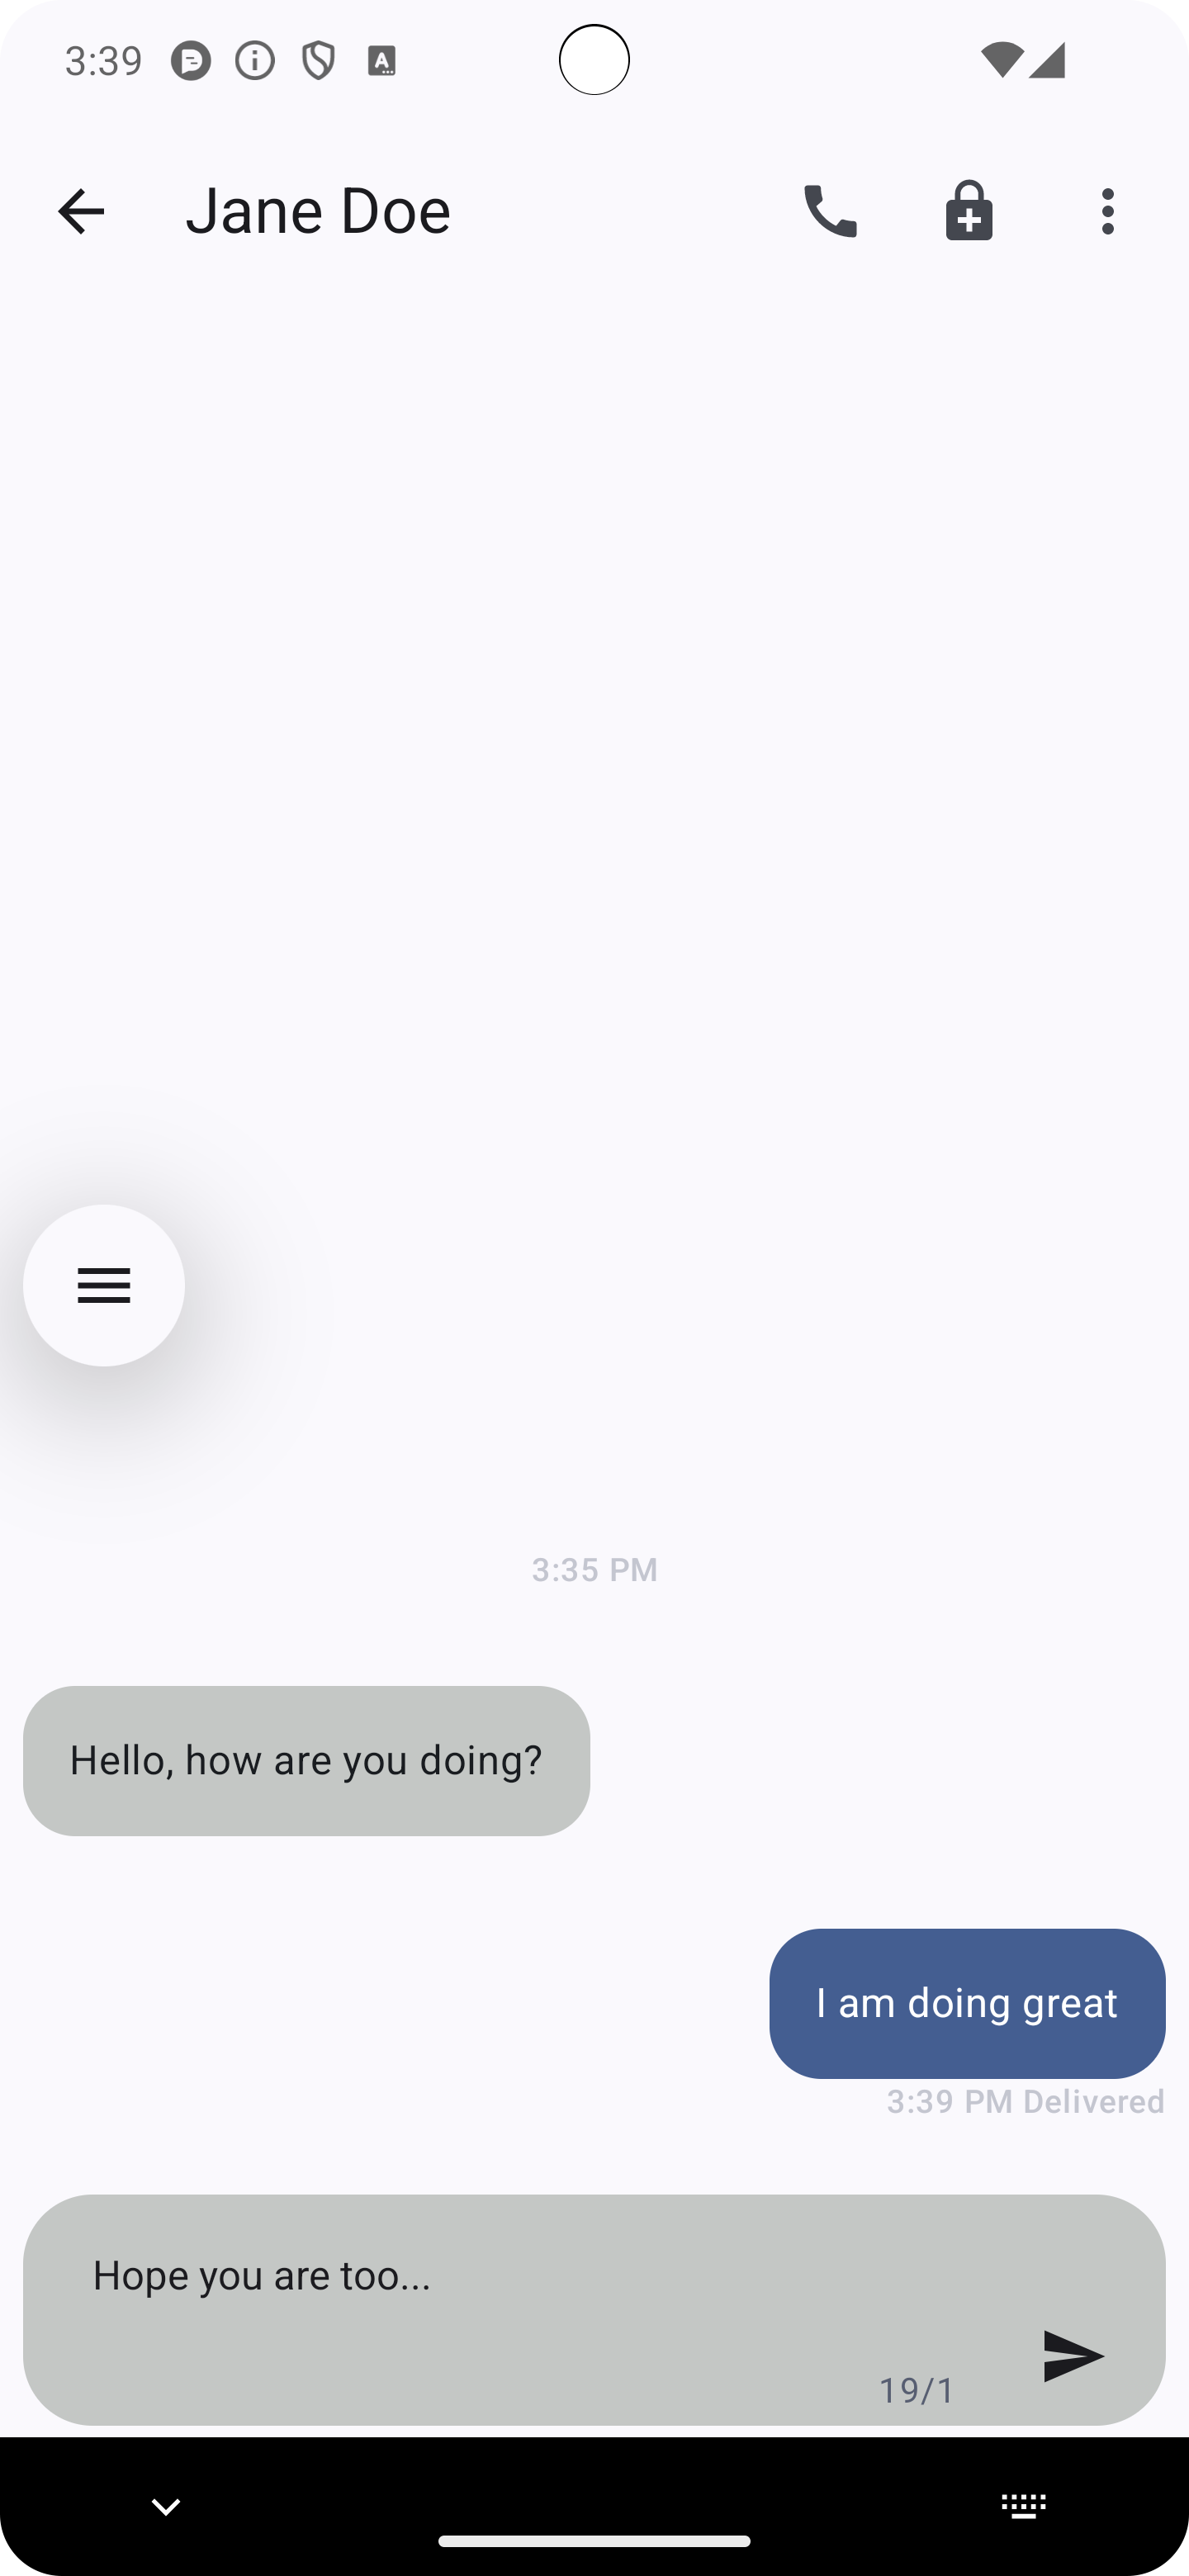 3:39
Jane Doe
3:35 PM
Hello, how are you doing?
I am doing great
3:39 PM Delivered
Hope you are too...
19/1